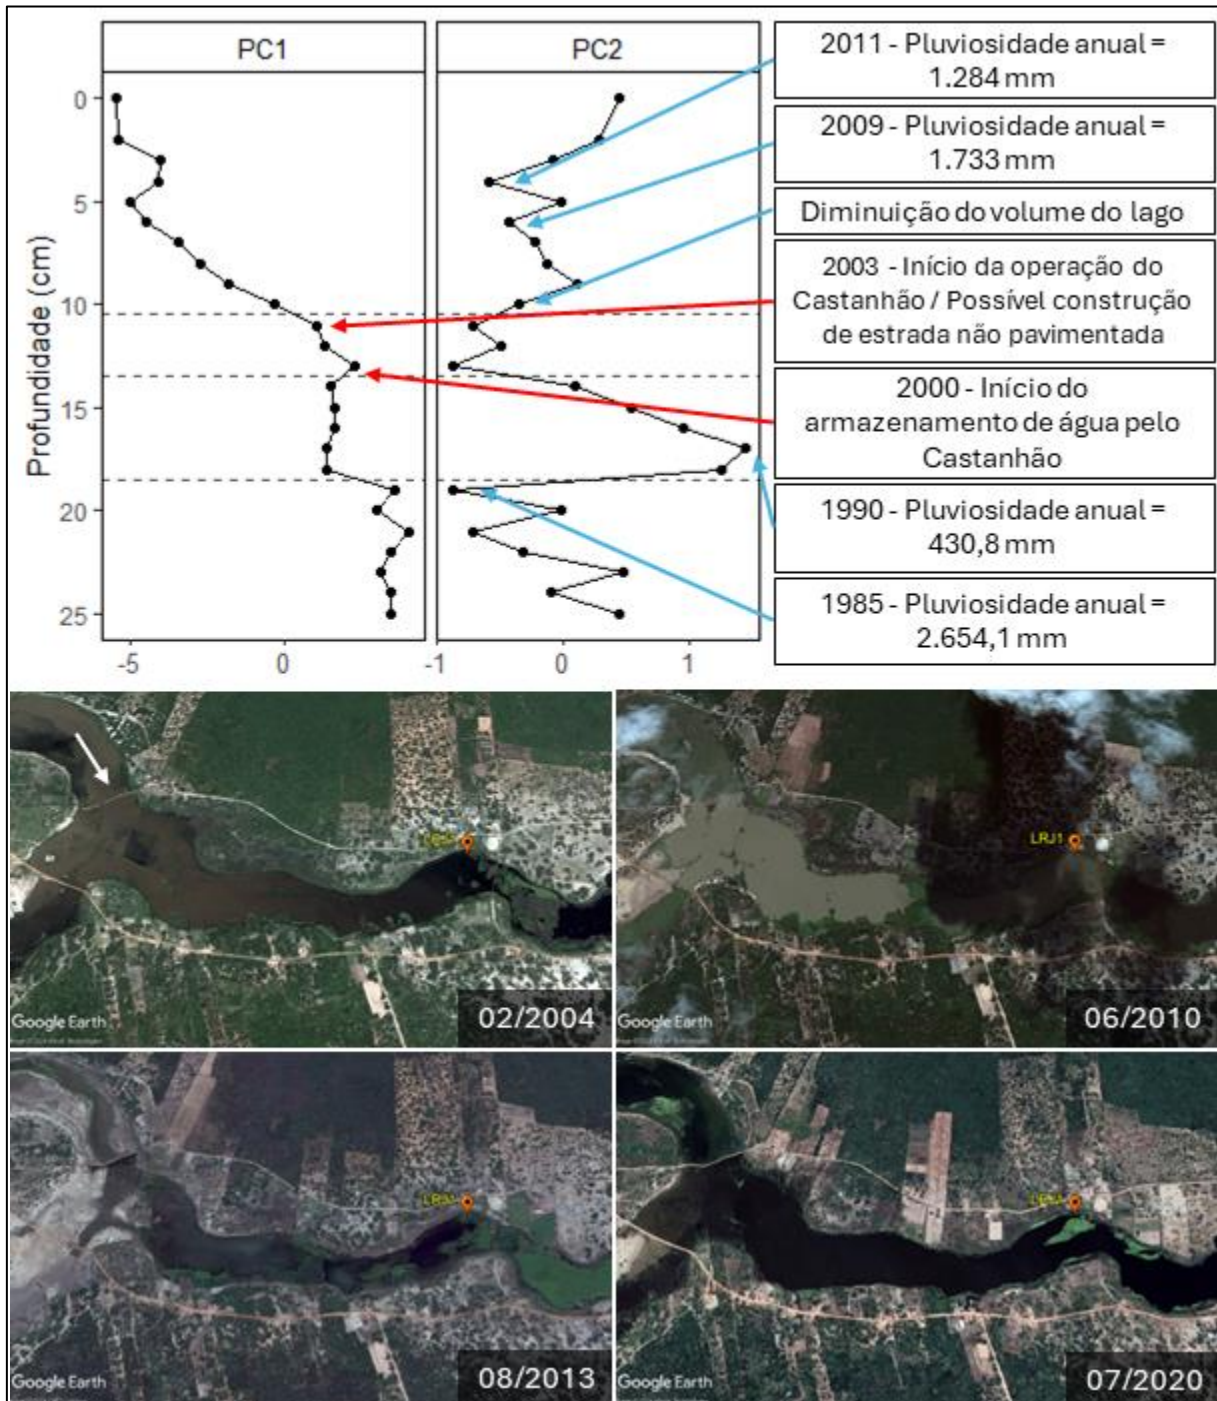 PC1
PC2
0
5
10
15
20
25
Profundidade (cm)
-5
0
-1
0
1
2011 - Pluviosidade anual =
1.284 mm
2009 - Pluviosidade anual =
1.733 mm
Diminuição do volume do lago
2003 - Início da operação do
Castanhão / Possível construção
de estrada não pavimentada
2000 - Início do
armazenamento de água pelo
Castanhão
1990 - Pluviosidade anual =
430,8 mm
1985 - Pluviosidade anual =
2.654,1 mm
Google Earth
02/2004
LRJ1
Google Earth
06/2010
LRJ1
Google Earth
08/2013
Google Earth
07/2020